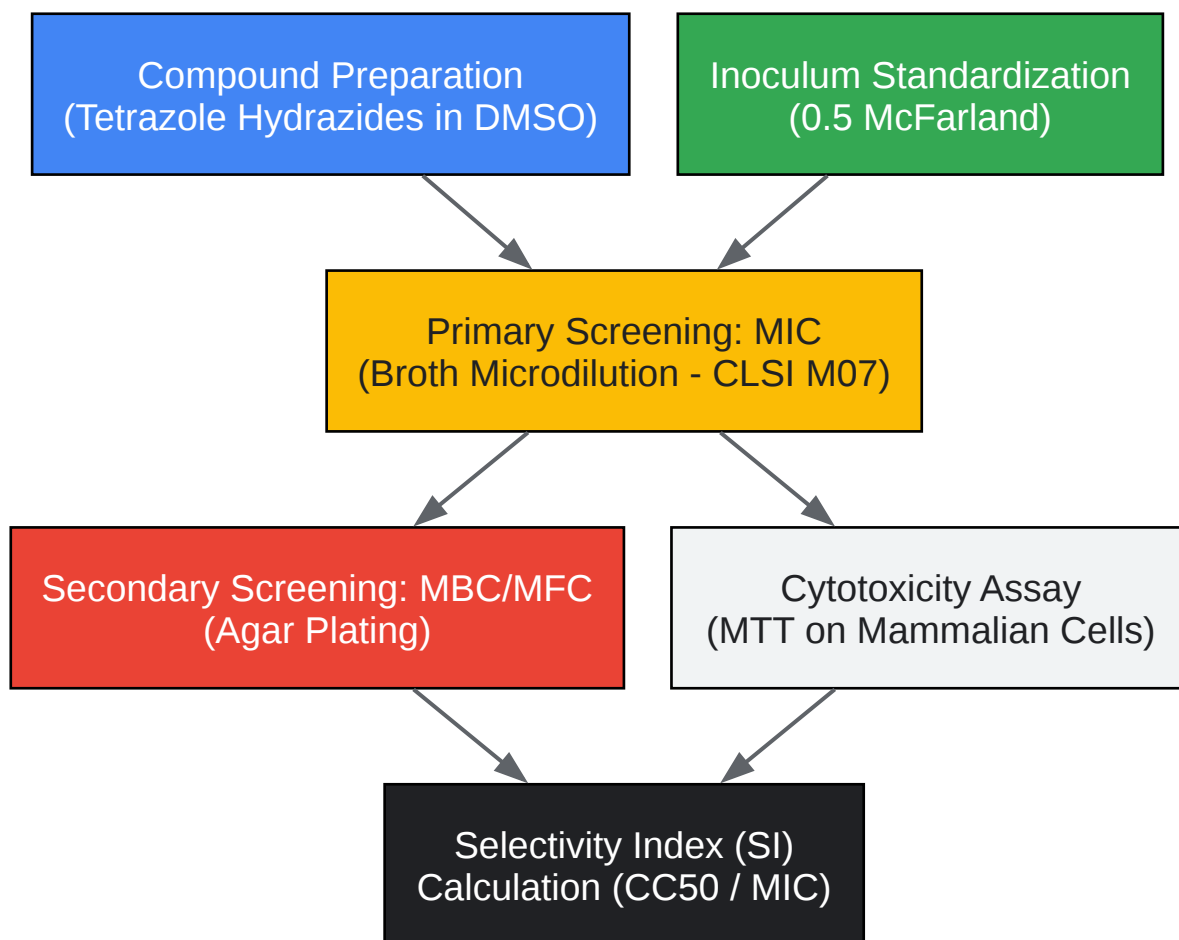 Compound Preparation
(Tetrazole Hydrazides in DMSO)
Inoculum Standardization
(0.5 McFarland)
Primary Screening: MIC
(Broth Microdilution - CLSI M07)
Secondary Screening: MBC/MFC
(Agar Plating)
Cytotoxicity Assay
(MTT on Mammalian Cells)
Selectivity Index (SI)
Calculation (CC50 / MIC)